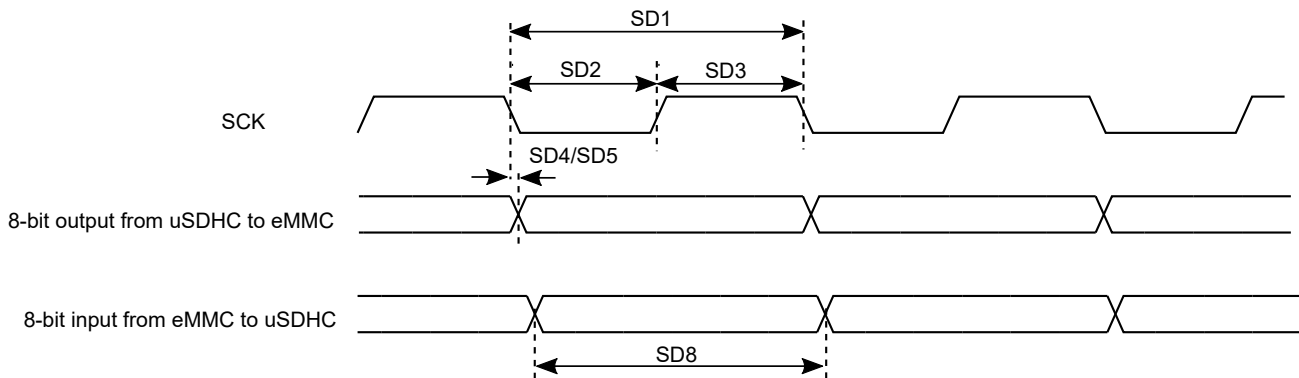 SD1
SD2
SD3
SCK
SD4/SD5
8-bit output from uSDHC to eMMC
8-bit input from eMMC to uSDHC
SD8